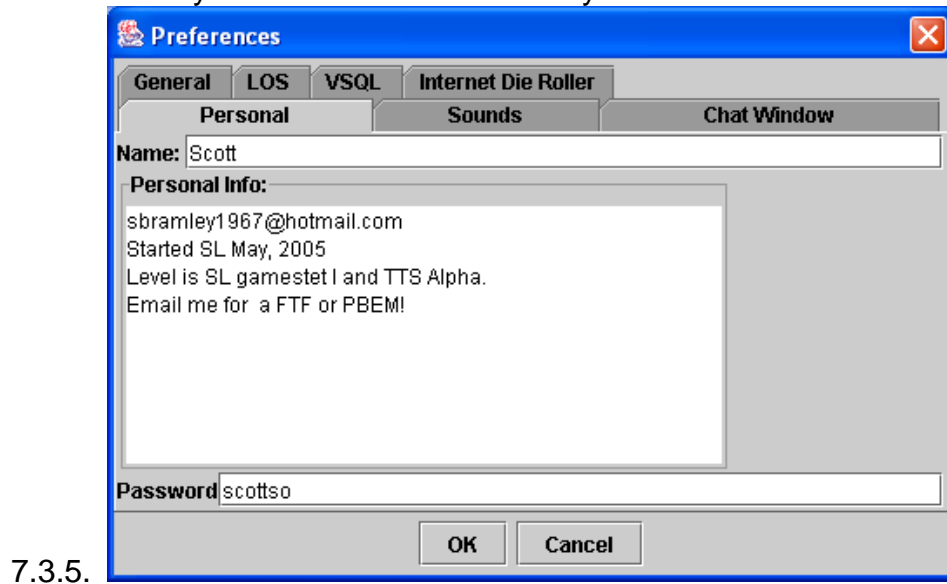 Preferences
General LOS VSQL Internet Die Roller
Personal Sounds Chat Window
Name: Scott
Personal Info:
sbramley1967@hotmail.com
Started SL May, 2005
Level is SL gamestet I and TTS Alpha.
Email me for a FTF or PBEM!
Password scottso
OK Cancel
7.3.5.